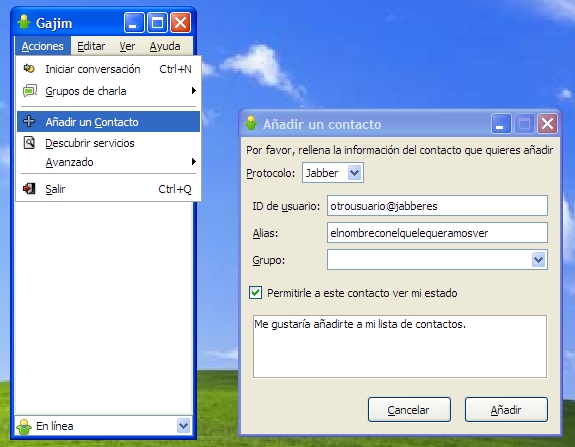 Gajim
Acciones Editar Ver Ayuda
Iniciar conversación Ctrl+N
Grupos de charla
Añadir un Contacto
Descubrir servicios
Avanzado
Salir Ctrl+Q
En línea
Añadir un contacto
Por favor, rellena la información del contacto que quieres añadir
Protocolo: Jabber
ID de usuario: otrousuario@jabberes
Alias: elnombreconelquelequeramosver
Grupo:
Permitirle a este contacto ver mi estado
Me gustaría añadirte a mi lista de contactos.
Cancelar Añadir